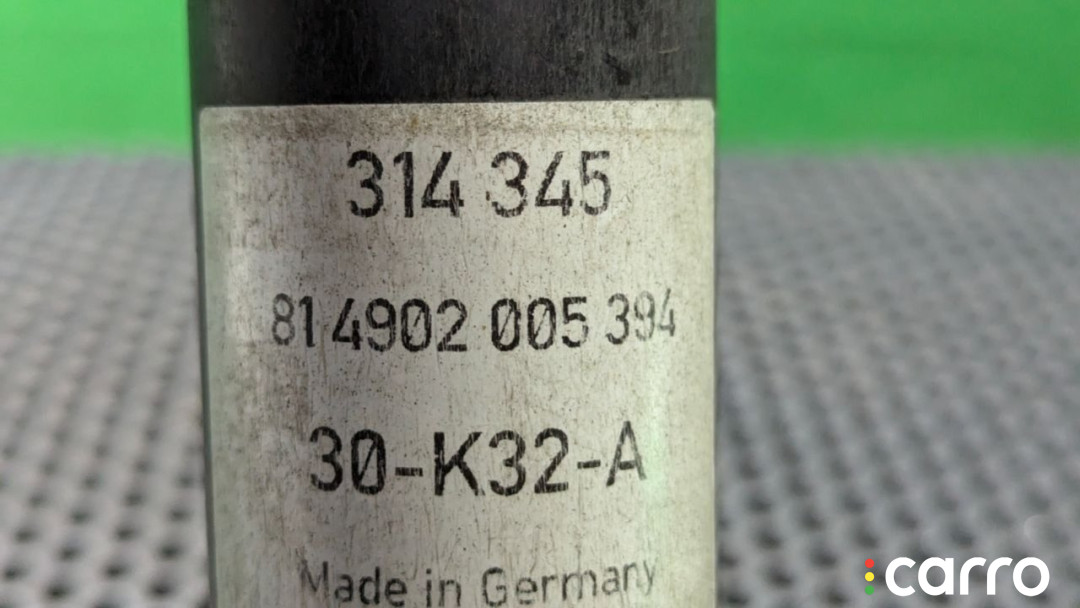 314 345
81 4902 005 394
30-K32-A
Made in Germany
carro